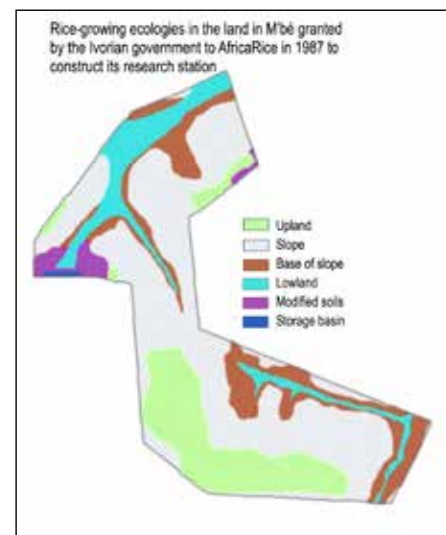 Rice-growing ecologies in the land in M'bé granted
by the Ivorian government to AfricaRice in 1987 to
construct its research station
Upland
Slope
Base of slope
Lowland
Modified soils
Storage basin